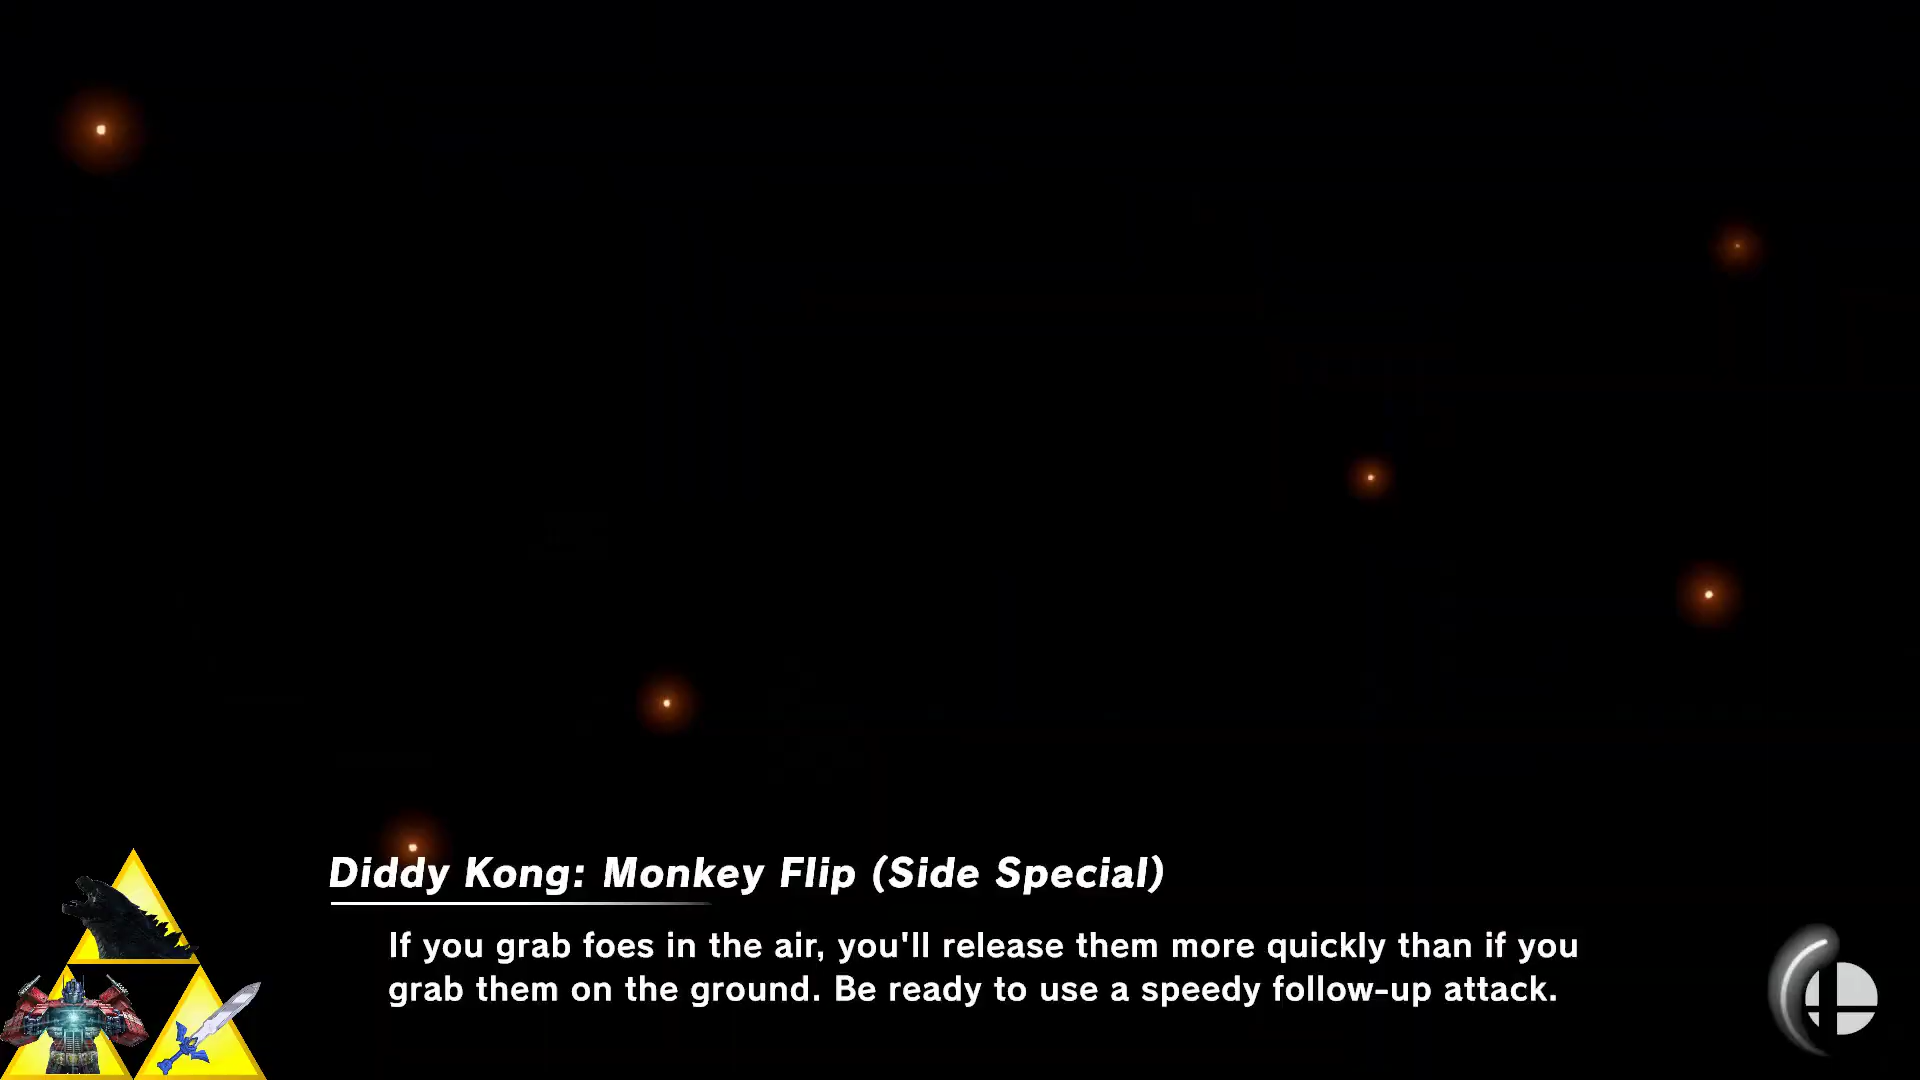 Diddy Kong: Monkey Flip (Side Special)
If you grab foes in the air, you'll release them more quickly than if you
grab them on the ground. Be ready to use a speedy follow-up attack.